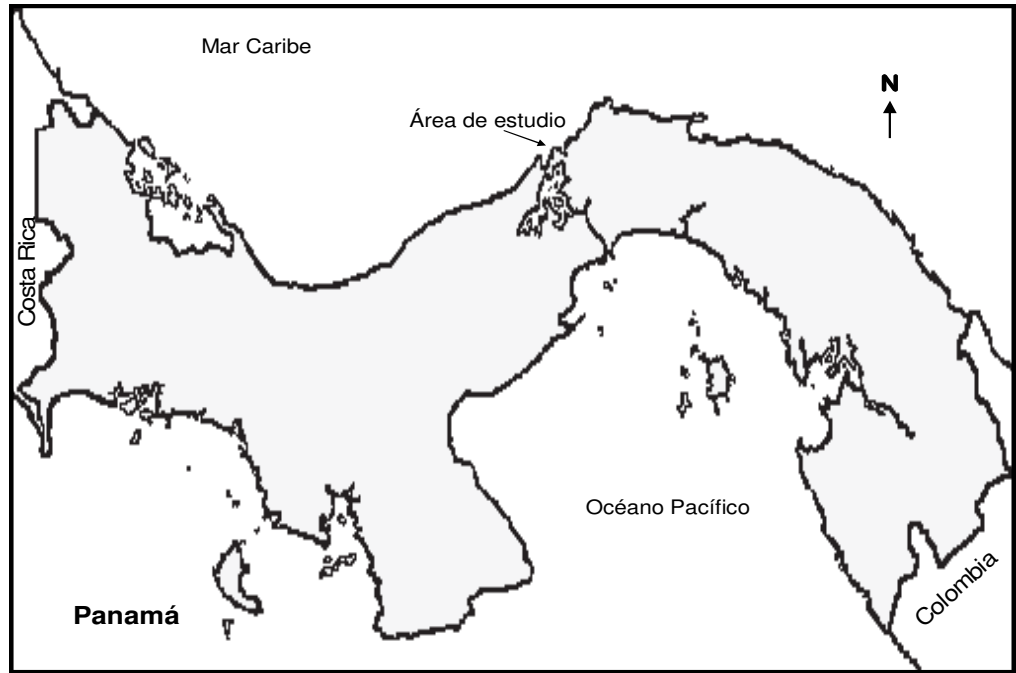 Mar Caribe
N
Área de estudio
Costa Rica
Océano Pacífico
Colombia
Panamá